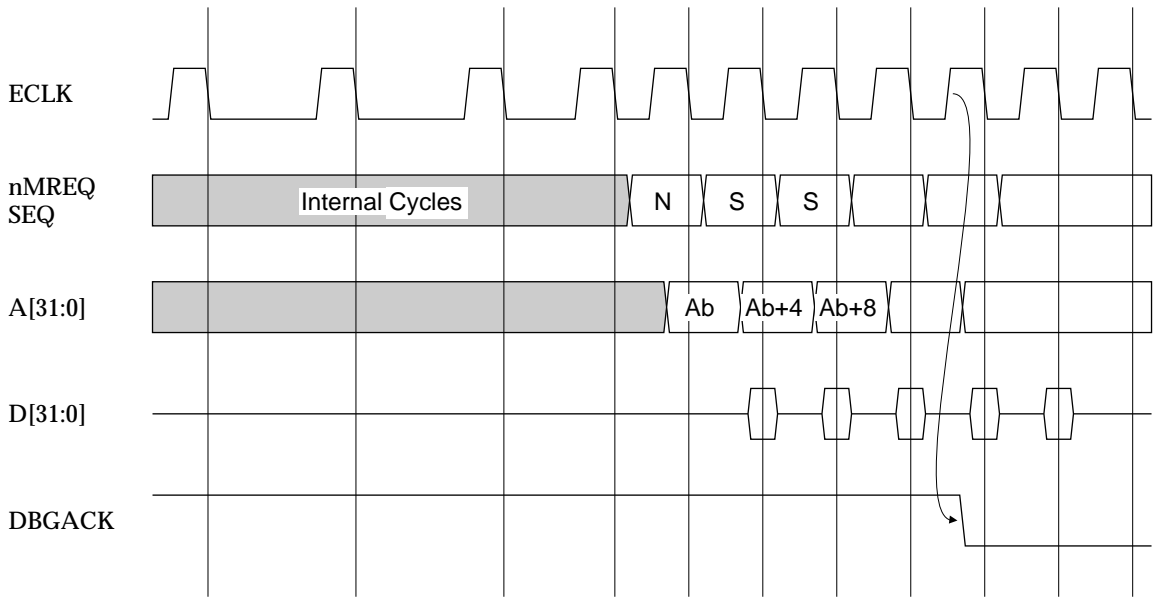 ECLK
nMREQ
SEQ
Internal Cycles
N
S
S
A[31:0]
Ab
Ab+4
Ab+8
D[31:0]
DBGACK